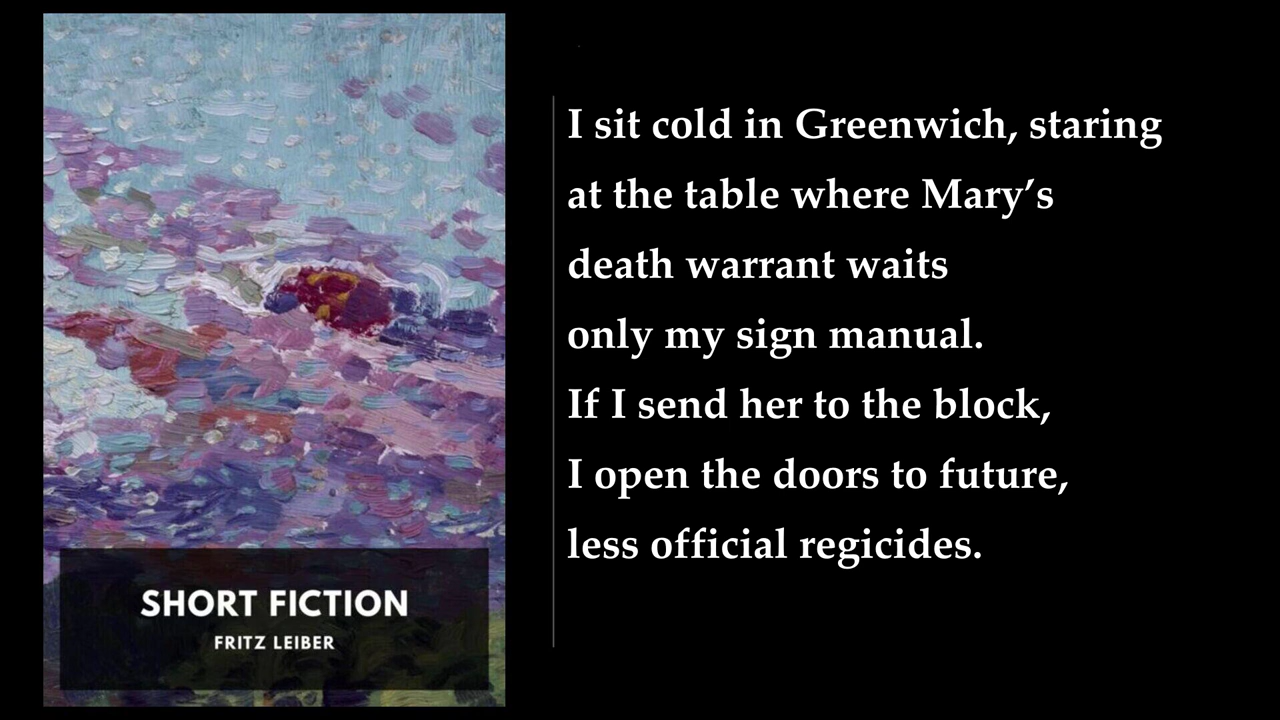 SHORT FICTION
FRITZ LEIBER
I sit cold in Greenwich, staring
at the table where Mary’s
death warrant waits
only my sign manual.
If I send her to the block,
I open the doors to future,
less official regicides.